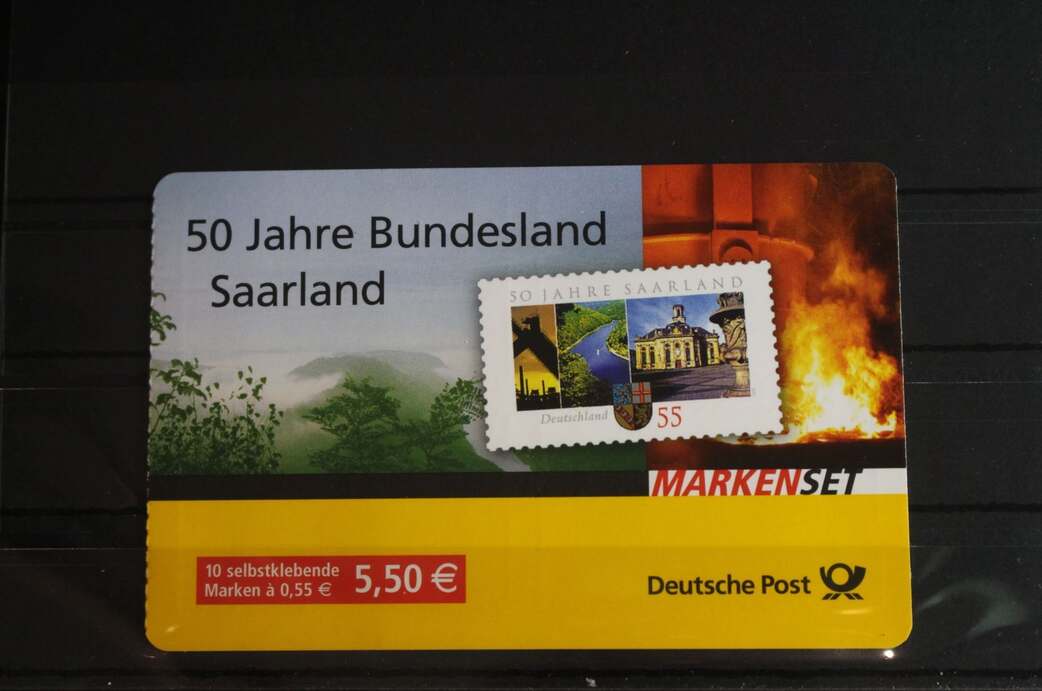 50 Jahre Bundesland
Saarland
50 JAHRE SAARLAND
Deutschland
55
MARKENSET
10 selbstklebende
Marken à 0,55 €
5,50 €
Deutsche Post